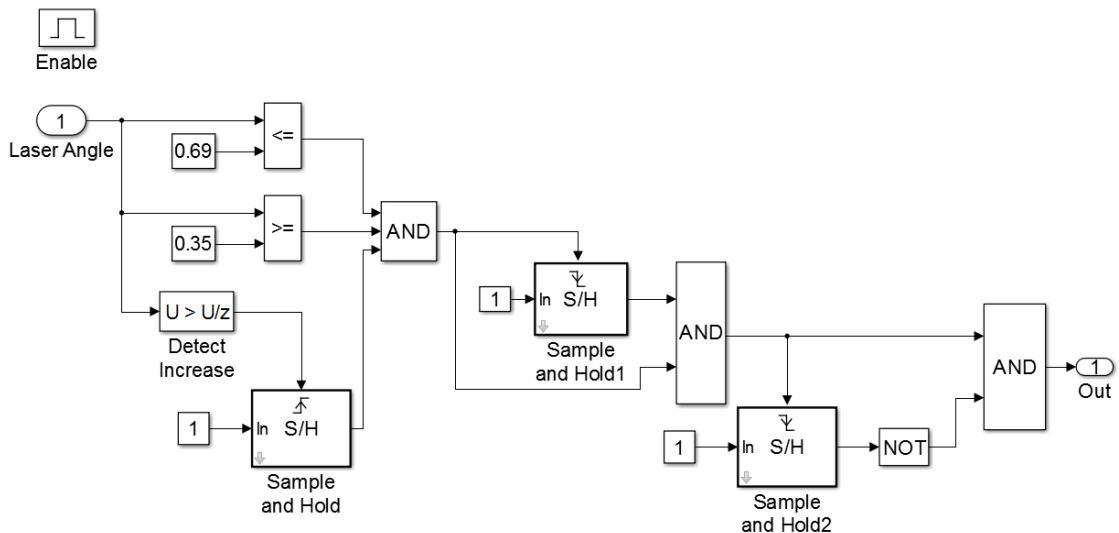 Enable
1
Laser Angle
<=
0.69
>=
0.35
AND
U > U/z
Detect
Increase
1
In
S/H
Sample
and Hold
1
In
S/H
Sample
and Hold1
AND
1
In
S/H
Sample
and Hold2
NOT
AND
1
Out